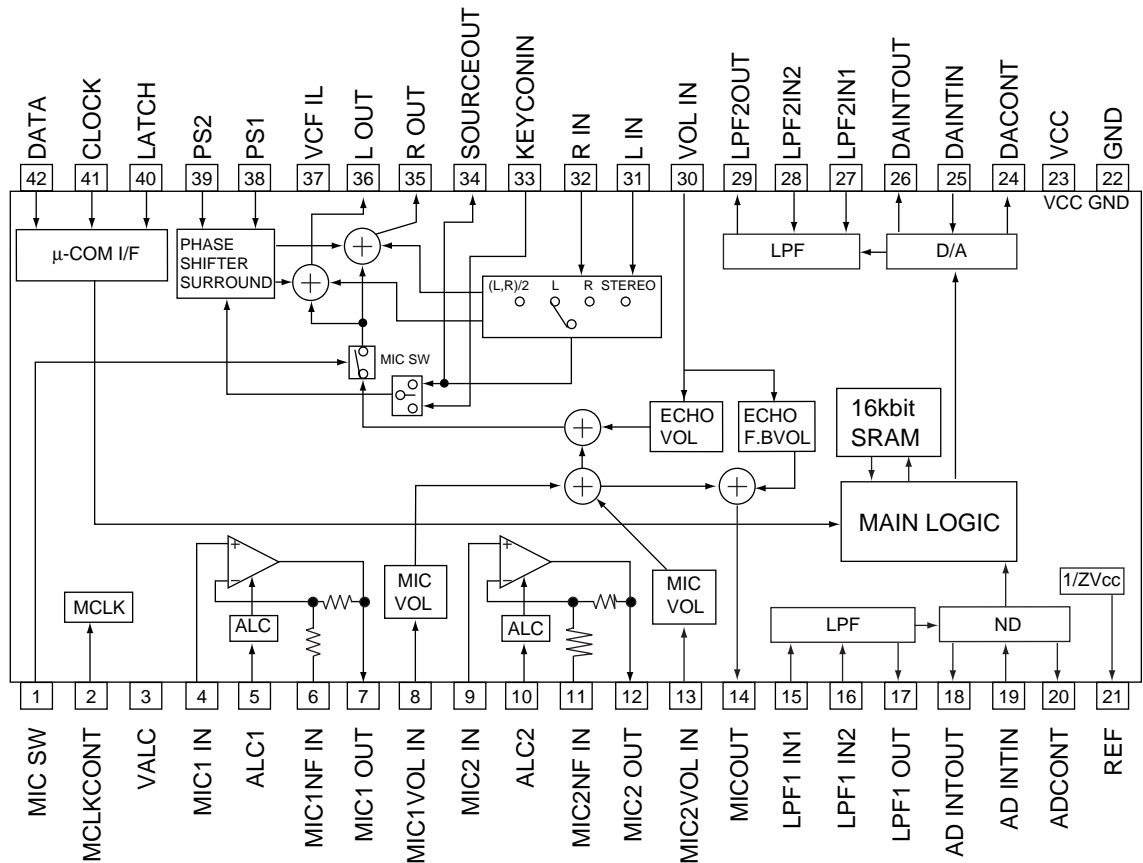 DATA
CLOCK
LATCH
PS2
PS1
VCF IL
L OUT
R OUT
SOURCEOUT
KEYCONIN
R IN
L IN
VOL IN
LPF2OUT
LPF2IN2
LPF2IN1
DAINTOUT
DAINTIN
DACONT
VCC
GND
42 41 40 39 38 37 36 35 34 33 32 31 30 29 28 27 26 25 24 23 22
VCC GND
µ-COM I/F
PHASE
SHIFTER
SURROUND
(L,R)/2 L R STEREO
LPF
D/A
MIC SW
ECHO
VOL
ECHO
F.BVOL
16kbit
SRAM
MAIN LOGIC
+
+
+
+
+
+
−
+
−
MCLK
ALC
MIC
VOL
ALC
MIC
VOL
LPF
ND
1/ZVcc
1 2 3 4 5 6 7 8 9 10 11 12 13 14 15 16 17 18 19 20 21
MIC SW
MCLKCONT
VALC
MIC1 IN
ALC1
MIC1NF IN
MIC1 OUT
MIC1VOL IN
MIC2 IN
ALC2
MIC2NF IN
MIC2 OUT
MIC2VOL IN
MICOUT
LPF1 IN1
LPF1 IN2
LPF1 OUT
AD INTOUT
AD INTIN
ADCONT
REF